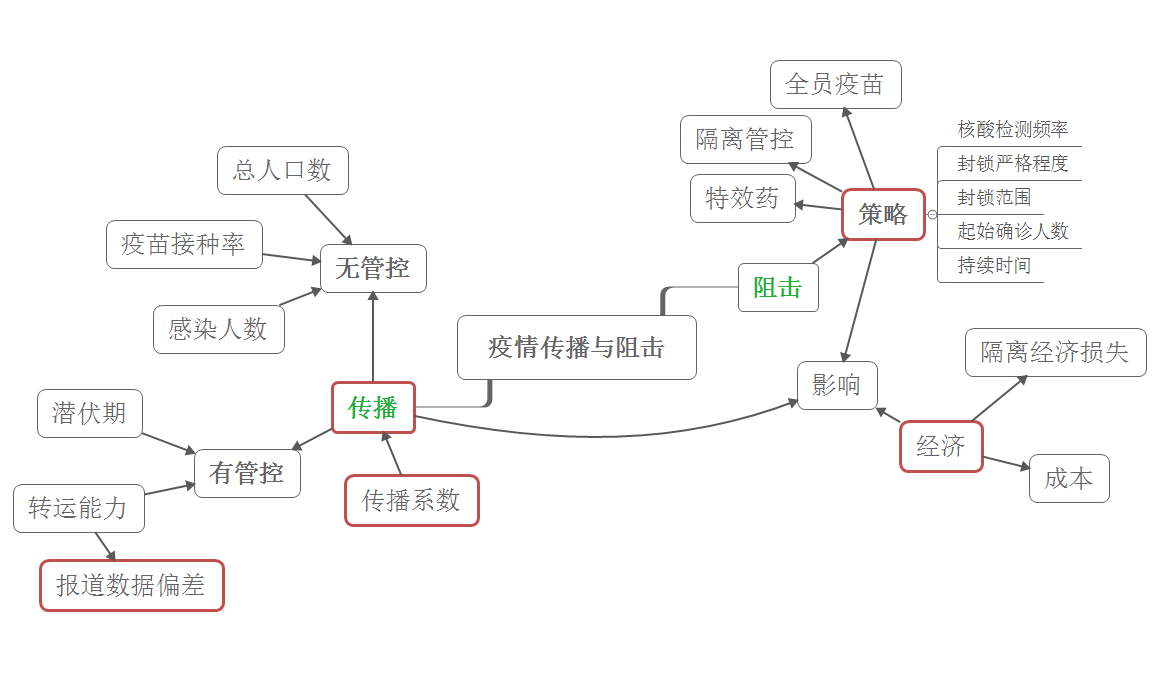 全员疫苗
隔离管控
特效药
策略
核酸检测频率
封锁严格程度
封锁范围
起始确诊人数
持续时间
总人口数
疫苗接种率
无管控
感染人数
阻击
疫情传播与阻击
传播
影响
隔离经济损失
经济
成本
潜伏期
有管控
转运能力
传播系数
报道数据偏差